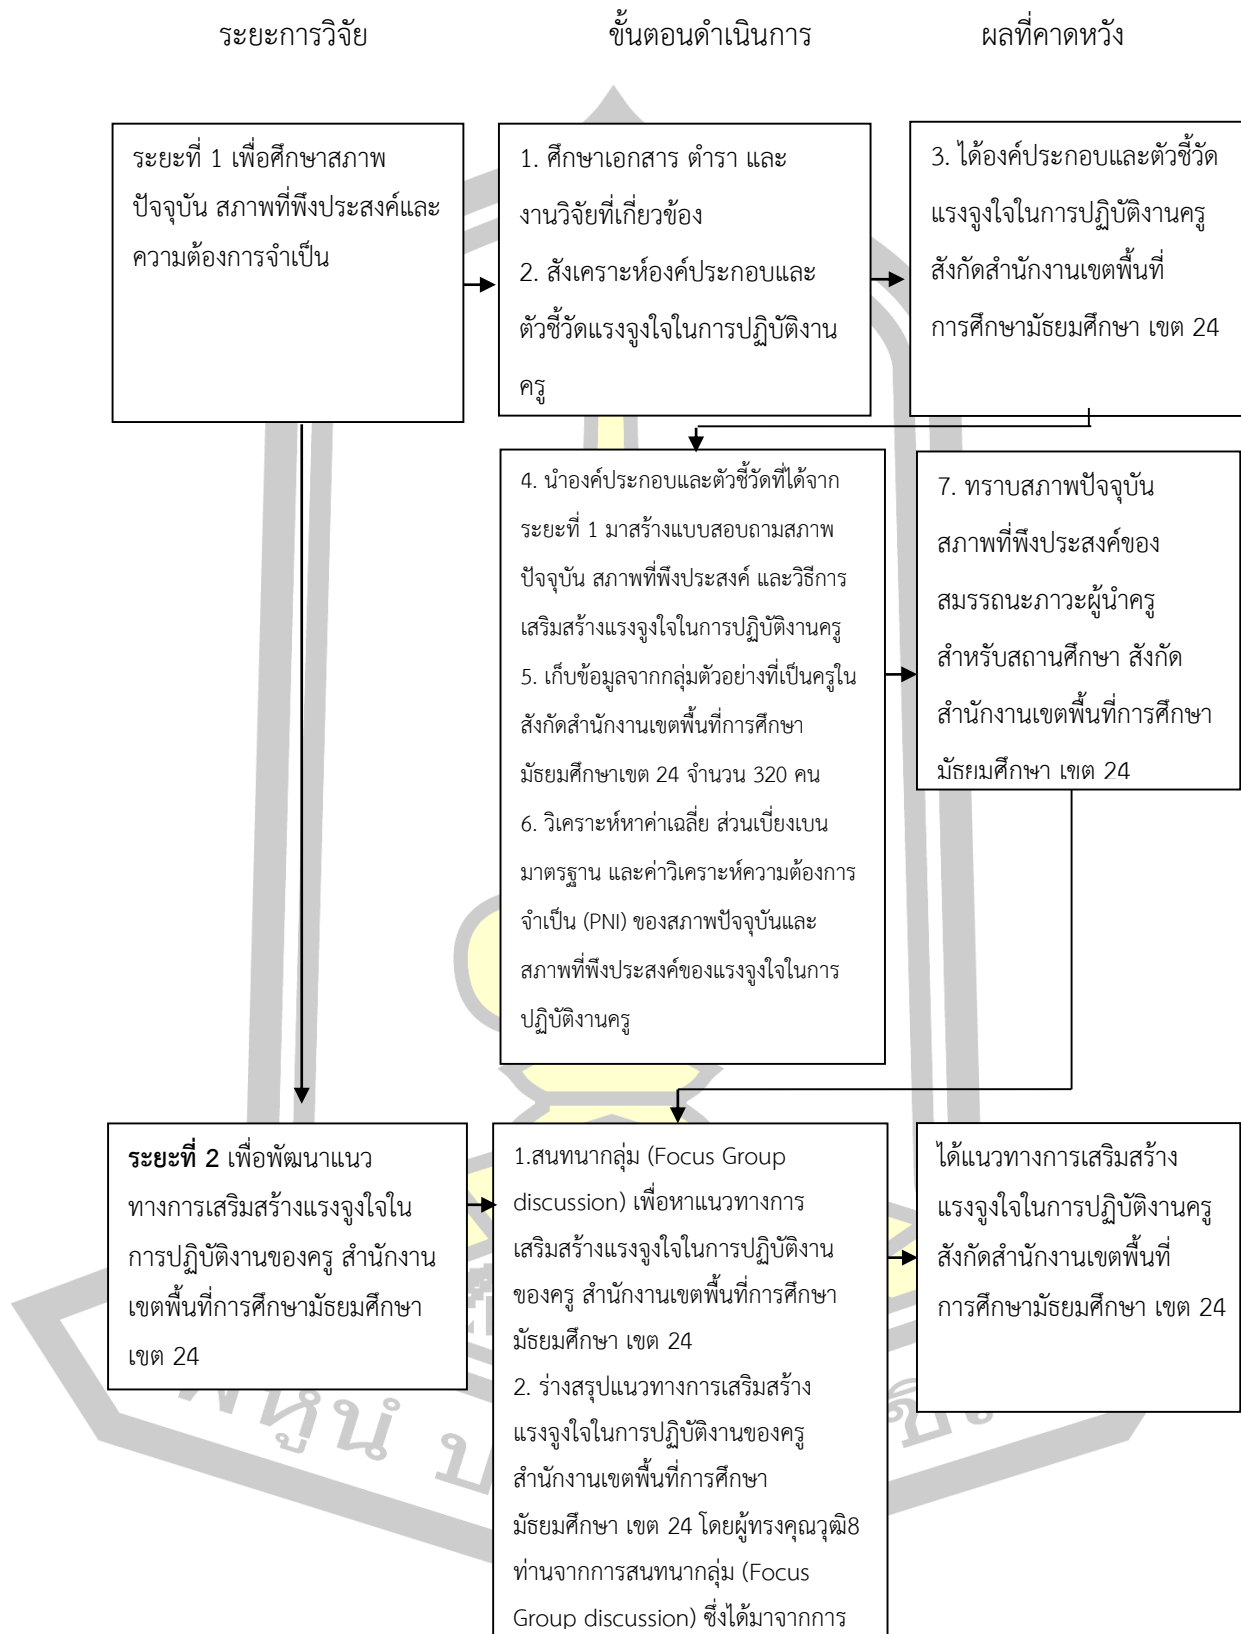 ระยะการวิจัย
ขั้นตอนดำเนินการ
ผลที่คาดหวัง
ระยะที่ 1 เพื่อศึกษาสภาพ
ปัจจุบัน สภาพที่พึงประสงค์และ
ความต้องการจำเป็น
1. ศึกษาเอกสาร ตำรา และ
งานวิจัยที่เกี่ยวข้อง
2. สังเคราะห์องค์ประกอบและ
ตัวชี้วัดแรงจูงใจในการปฏิบัติงาน
ครู
3. ได้องค์ประกอบและตัวชี้วัด
แรงจูงใจในการปฏิบัติงานครู
สังกัดสำนักงานเขตพื้นที่
การศึกษามัธยมศึกษา เขต 24
4. นำองค์ประกอบและตัวชี้วัดที่ได้จาก
ระยะที่ 1 มาสร้างแบบสอบถามสภาพ
ปัจจุบัน สภาพที่พึงประสงค์ และวิธีการ
เสริมสร้างแรงจูงใจในการปฏิบัติงานครู
5. เก็บข้อมูลจากกลุ่มตัวอย่างที่เป็นครูใน
สังกัดสำนักงานเขตพื้นที่การศึกษา
มัธยมศึกษาเขต 24 จำนวน 320 คน
6. วิเคราะห์หาค่าเฉลี่ย ส่วนเบี่ยงเบน
มาตรฐาน และค่าวิเคราะห์ความต้องการ
จำเป็น (PNI) ของสภาพปัจจุบันและ
สภาพที่พึงประสงค์ของแรงจูงใจในการ
ปฏิบัติงานครู
7. ทราบสภาพปัจจุบัน
สภาพที่พึงประสงค์ของ
สมรรถนะภาวะผู้นำครู
สำหรับสถานศึกษา สังกัด
สำนักงานเขตพื้นที่การศึกษา
มัธยมศึกษา เขต 24
ระยะที่ 2 เพื่อพัฒนาแนว
ทางการเสริมสร้างแรงจูงใจใน
การปฏิบัติงานของครู สำนักงาน
เขตพื้นที่การศึกษามัธยมศึกษา
เขต 24
1.สนทนากลุ่ม (Focus Group
discussion) เพื่อหาแนวทางการ
เสริมสร้างแรงจูงใจในการปฏิบัติงาน
ของครู สำนักงานเขตพื้นที่การศึกษา
มัธยมศึกษา เขต 24
2. ร่างสรุปแนวทางการเสริมสร้าง
แรงจูงใจในการปฏิบัติงานของครู
สำนักงานเขตพื้นที่การศึกษา
มัธยมศึกษา เขต 24 โดยผู้ทรงคุณวุฒิ8
ท่านจากการสนทนากลุ่ม (Focus
Group discussion) ซึ่งได้มาจากการ
ได้แนวทางการเสริมสร้าง
แรงจูงใจในการปฏิบัติงานครู
สังกัดสำนักงานเขตพื้นที่
การศึกษามัธยมศึกษา เขต 24